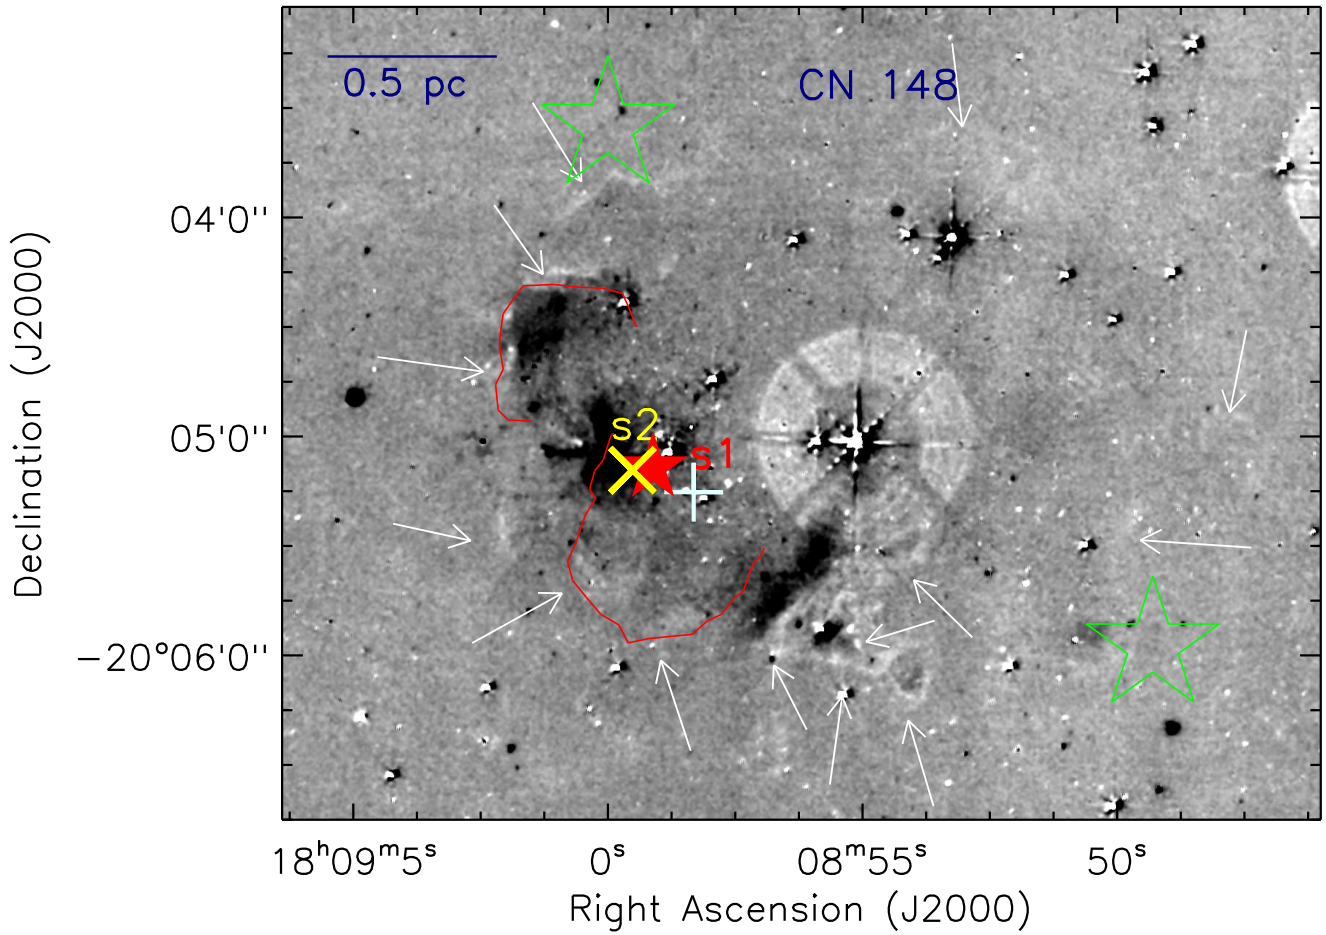 0.5 pc
CN 148
Declination (J2000)
04'0''
05'0''
−20°06'0''
s2
s1
18ʰ09ᵐ5ˢ
0ˢ
08ᵐ55ˢ
50ˢ
Right Ascension (J2000)